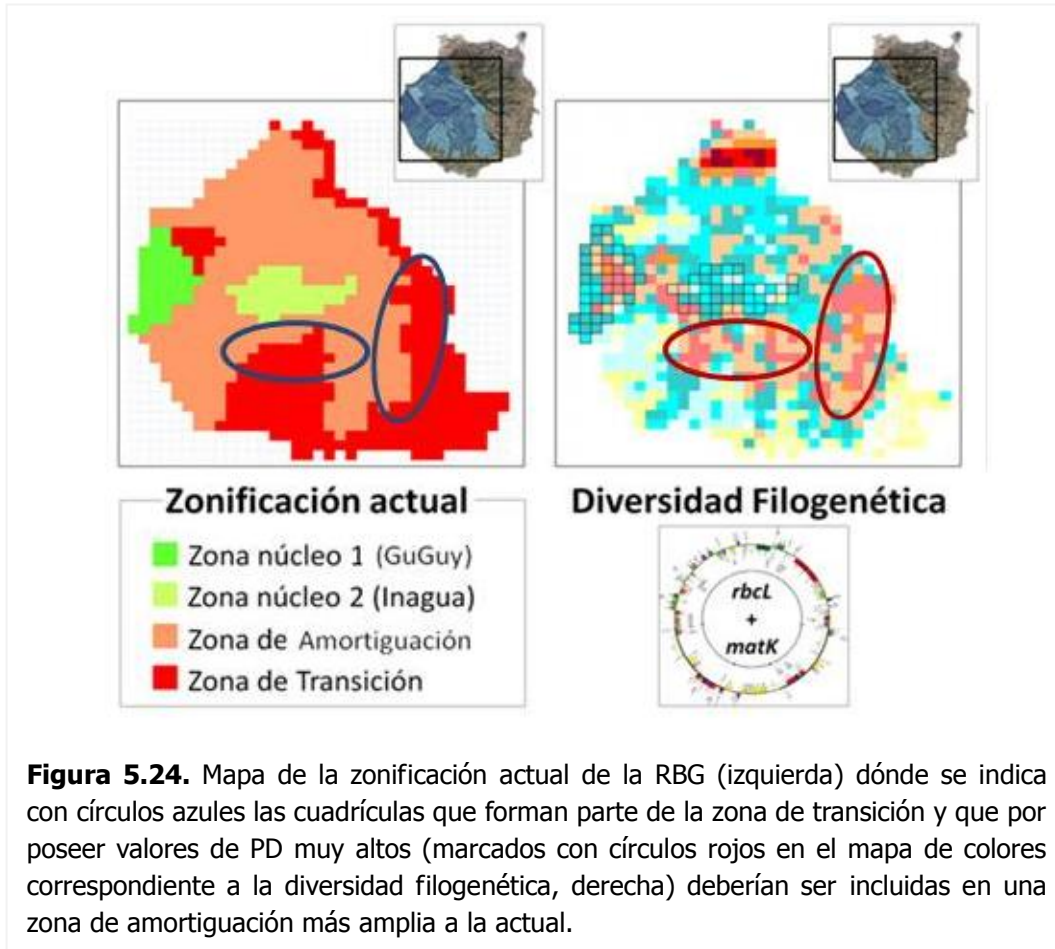 Zonificación actual
Zona núcleo 1 (GuGuy)
Zona núcleo 2 (Inagua)
Zona de Amortiguación
Zona de Transición
Diversidad Filogenética
rbcL
+
matK
Figura 5.24. Mapa de la zonificación actual de la RBG (izquierda) dónde se indica
con círculos azules las cuadrículas que forman parte de la zona de transición y que por
poseer valores de PD muy altos (marcados con círculos rojos en el mapa de colores
correspondiente a la diversidad filogenética, derecha) deberían ser incluidas en una
zona de amortiguación más amplia a la actual.